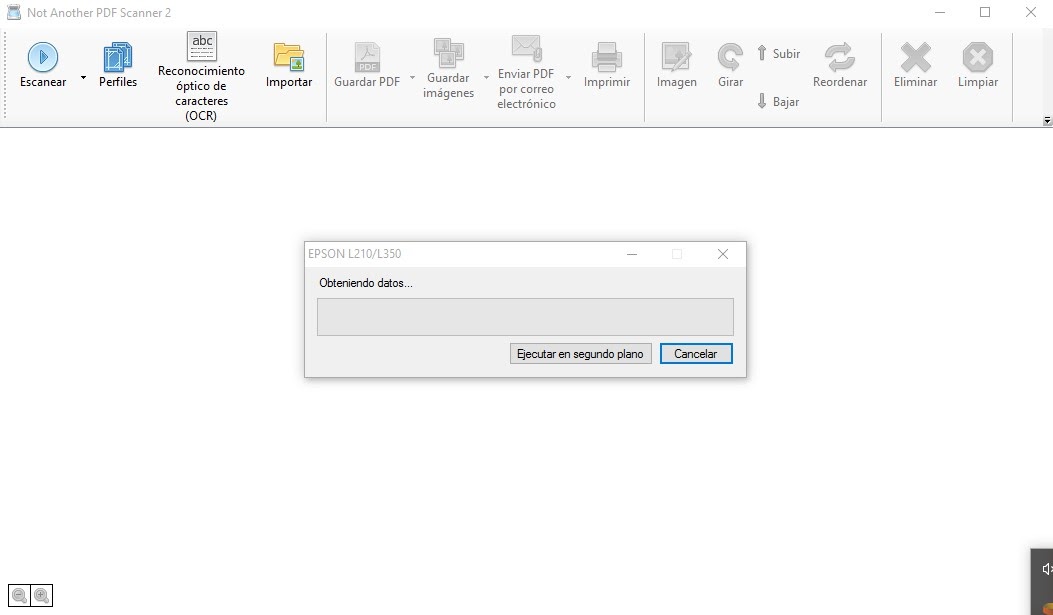 Not Another PDF Scanner 2
Escanear
Perfiles
abc
Reconocimiento
óptico de
caracteres
(OCR)
Importar
PDF
Guardar PDF
Guardar
imágenes
Enviar PDF
por correo
electrónico
Imprimir
Imagen
Girar
Subir
Bajar
Reordenar
Eliminar
Limpiar
EPSON L210/L350
Obteniendo datos...
Ejecutar en segundo plano
Cancelar